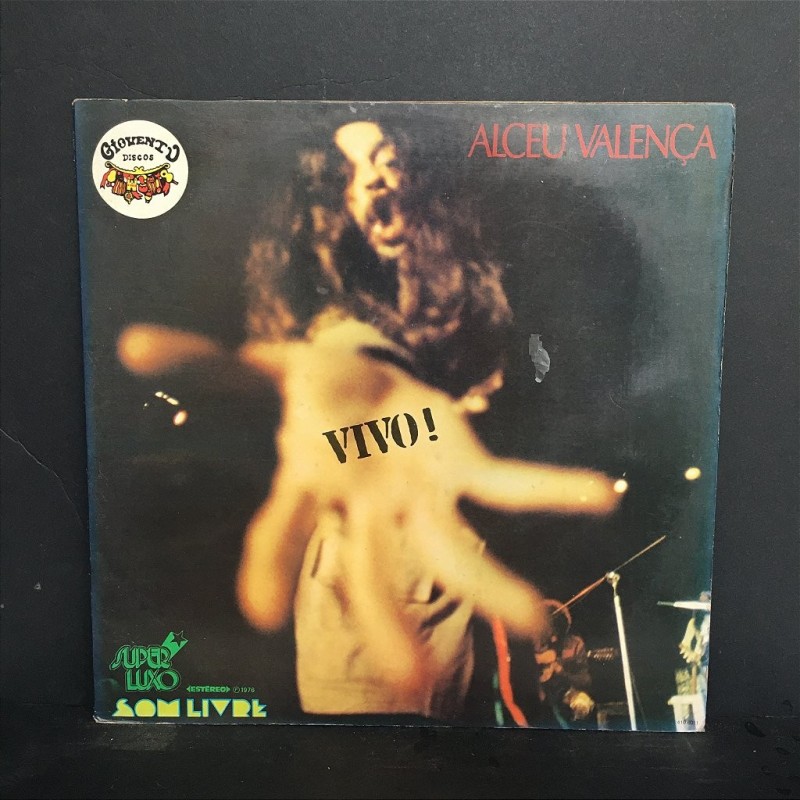 GIOVENTÙ
DISCOS
ALCEU VALENÇA
VIVO!
SUPER
LUXO
ESTÉREO ℗ 1976
SOM LIVRE